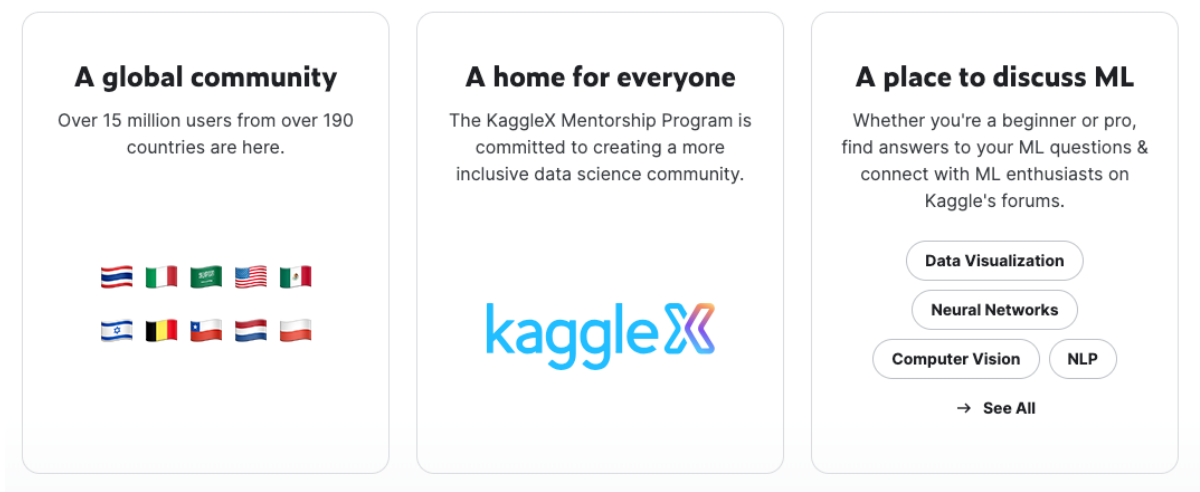 A global community
Over 15 million users from over 190
countries are here.
A home for everyone
The KaggleX Mentorship Program is
committed to creating a more
inclusive data science community.
kaggleX
A place to discuss ML
Whether you're a beginner or pro,
find answers to your ML questions &
connect with ML enthusiasts on
Kaggle's forums.
Data Visualization
Neural Networks
Computer Vision NLP
→ See All